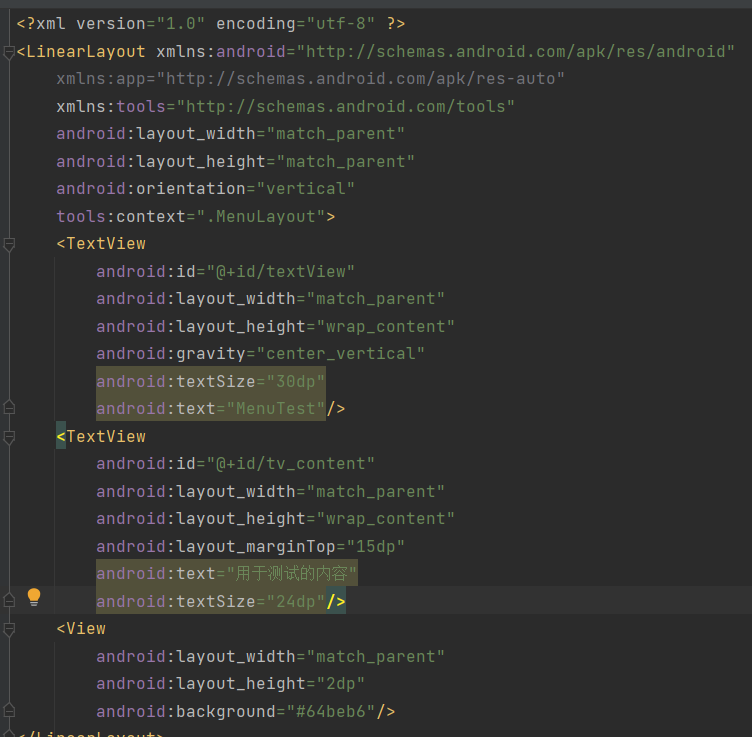 <?xml version="1.0" encoding="utf-8" ?>
<LinearLayout xmlns:android="http://schemas.android.com/apk/res/android"
    xmlns:app="http://schemas.android.com/apk/res-auto"
    xmlns:tools="http://schemas.android.com/tools"
    android:layout_width="match_parent"
    android:layout_height="match_parent"
    android:orientation="vertical"
    tools:context=".MenuLayout">
    <TextView
        android:id="@+id/textView"
        android:layout_width="match_parent"
        android:layout_height="wrap_content"
        android:gravity="center_vertical"
        android:textSize="30dp"
        android:text="MenuTest"/>
    <TextView
        android:id="@+id/tv_content"
        android:layout_width="match_parent"
        android:layout_height="wrap_content"
        android:layout_marginTop="15dp"
        android:text="用于测试的内容"
        android:textSize="24dp"/>
    <View
        android:layout_width="match_parent"
        android:layout_height="2dp"
        android:background="#64beb6"/>
</LinearLayout>